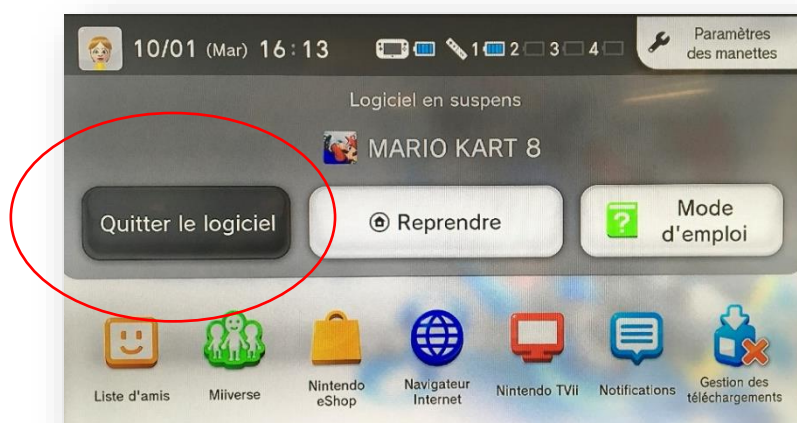 10/01 (Mar) 16:13 1 2 3 4
Paramètres
des manettes
Logiciel en suspens
MARIO KART 8
Quitter le logiciel
Reprendre
?
Mode
d'emploi
Liste d'amis
Miiverse
Nintendo
eShop
Navigateur
Internet
Nintendo TVii
Notifications
Gestion des
téléchargements